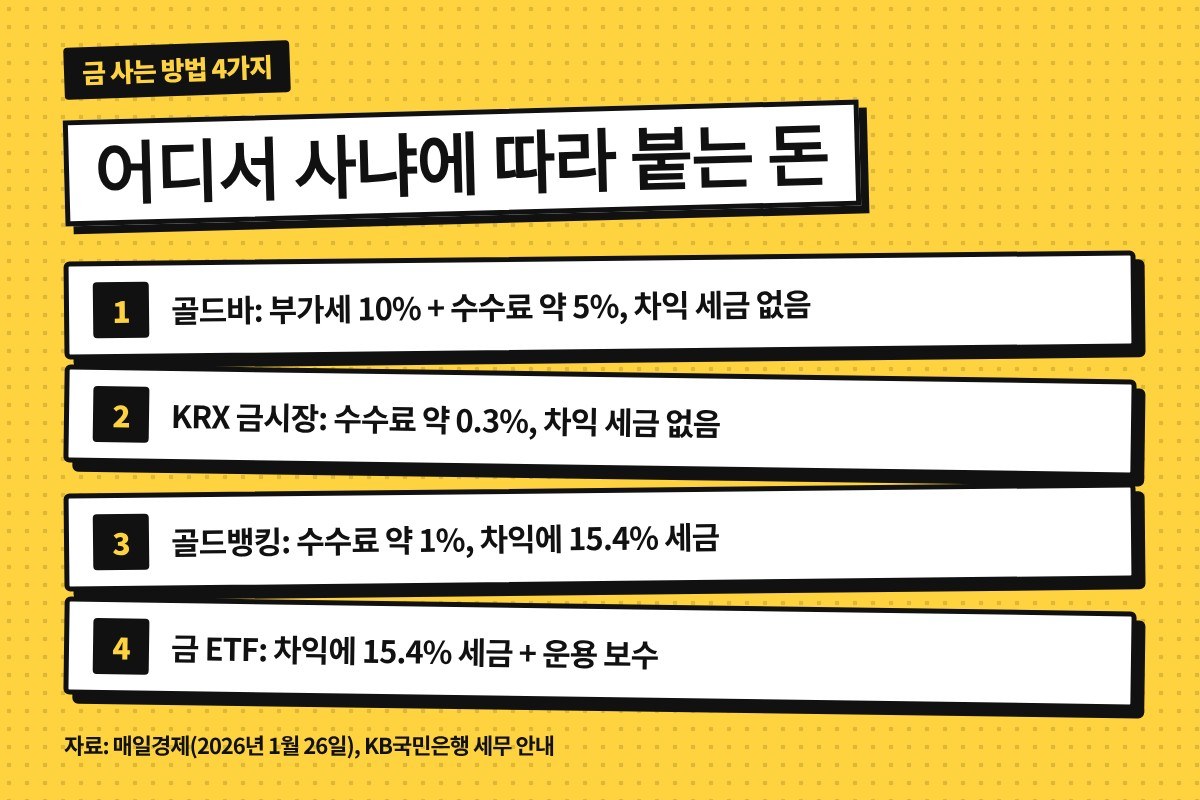 금 사는 방법 4가지
어디서 사냐에 따라 붙는 돈
1 골드바: 부가세 10% + 수수료 약 5%, 차익 세금 없음
2 KRX 금시장: 수수료 약 0.3%, 차익 세금 없음
3 골드뱅킹: 수수료 약 1%, 차익에 15.4% 세금
4 금 ETF: 차익에 15.4% 세금 + 운용 보수
자료: 매일경제(2026년 1월 26일), KB국민은행 세무 안내